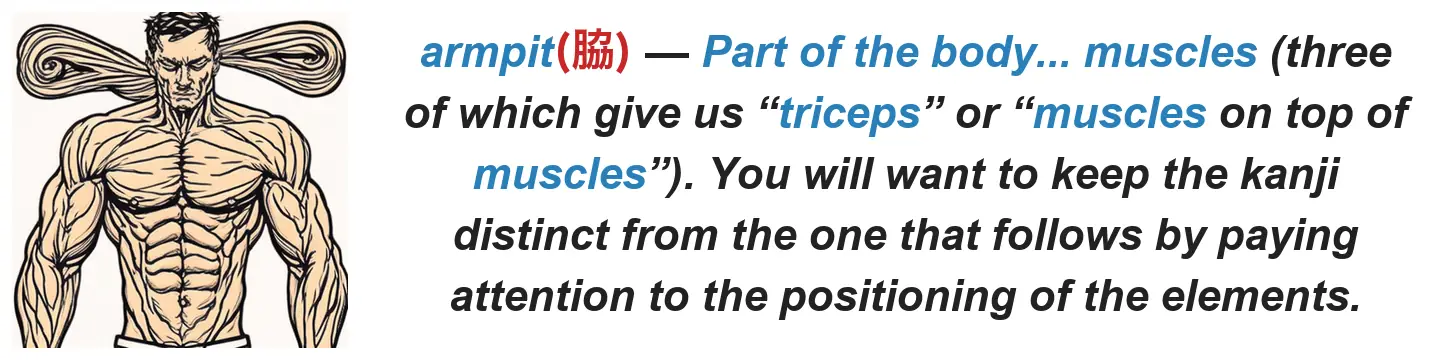 armpit(脇) — Part of the body... muscles (three
of which give us “triceps” or “muscles on top of
muscles”). You will want to keep the kanji
distinct from the one that follows by paying
attention to the positioning of the elements.